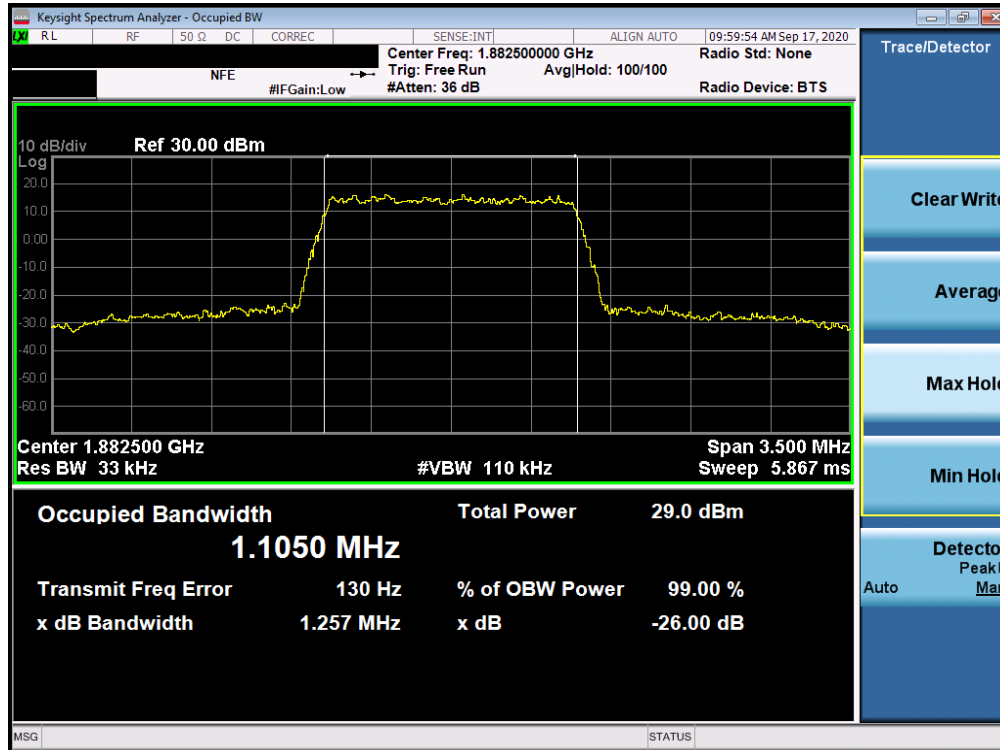 Keysight Spectrum Analyzer - Occupied BW
LXI RL RF 50 Ω DC CORREC SENSE:INT ALIGN AUTO 09:59:54 AM Sep 17, 2020
Center Freq: 1.882500000 GHz Radio Std: None
NFE Trig: Free Run Avg|Hold: 100/100
#IFGain:Low #Atten: 36 dB Radio Device: BTS
Trace/Detector
10 dB/div Ref 30.00 dBm
Log
20.0
10.0
0.00
-10.0
-20.0
-30.0
-40.0
-50.0
-60.0
Center 1.882500 GHz Span 3.500 MHz
Res BW 33 kHz #VBW 110 kHz Sweep 5.867 ms
Occupied Bandwidth Total Power 29.0 dBm
1.1050 MHz
Transmit Freq Error 130 Hz % of OBW Power 99.00 %
x dB Bandwidth 1.257 MHz x dB -26.00 dB
Clear Write
Average
Max Hold
Min Hold
Detector
Peak
Auto Man
MSG STATUS